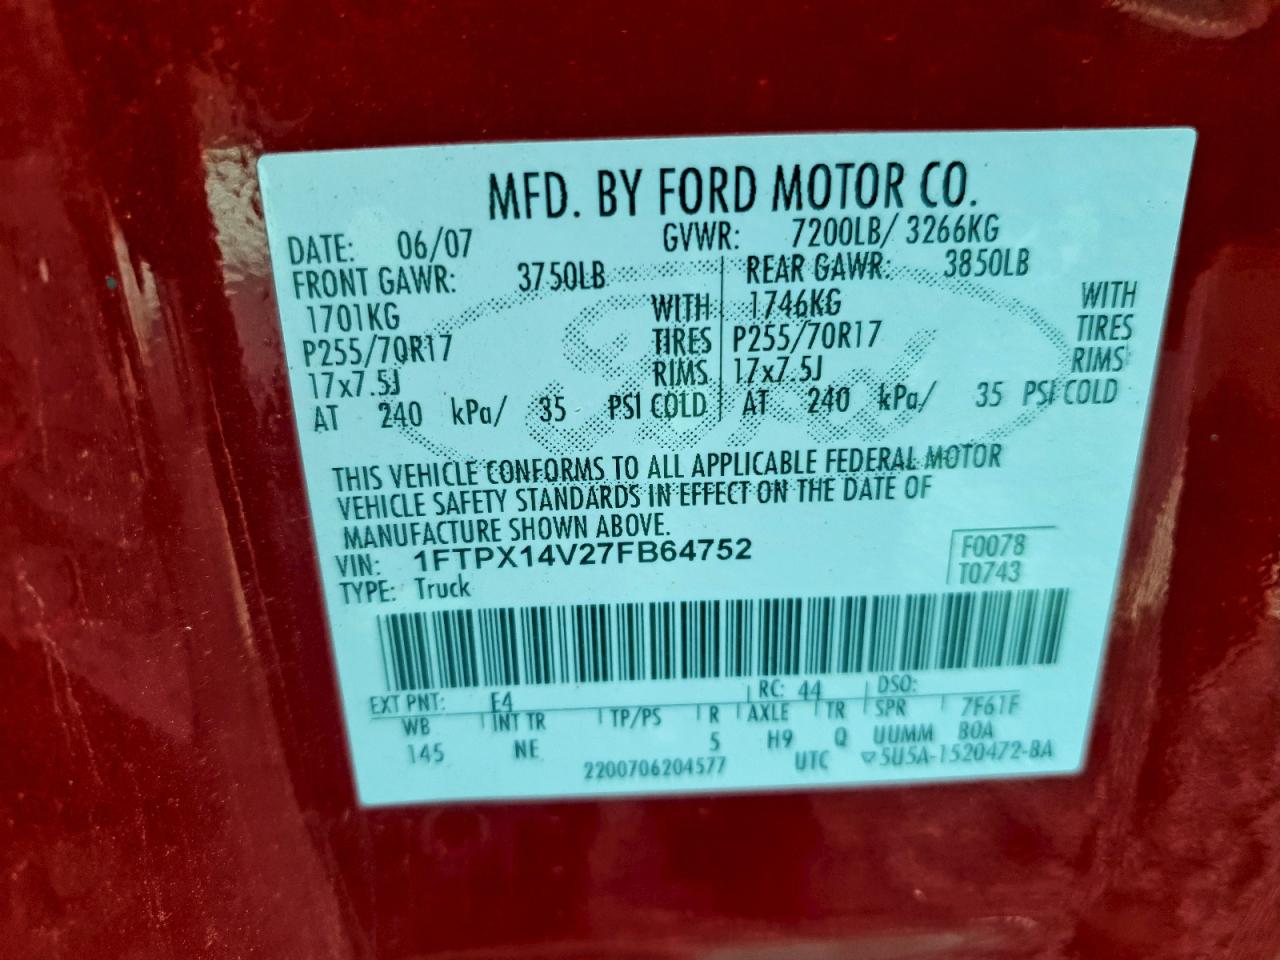 MFD. BY FORD MOTOR CO.
DATE: 06/07 GVWR: 7200LB/ 3266KG
FRONT GAWR: 3750LB REAR GAWR: 3850LB
1701KG WITH 1746KG WITH
P255/70R17 TIRES P255/70R17 TIRES
17x7.5J RIMS 17x7.5J RIMS
AT 240 kPa/ 35 PSI COLD AT 240 kPa/ 35 PSI COLD
THIS VEHICLE CONFORMS TO ALL APPLICABLE FEDERAL MOTOR
VEHICLE SAFETY STANDARDS IN EFFECT ON THE DATE OF
MANUFACTURE SHOWN ABOVE.
VIN: 1FTPX14V27FB64752 F0078
TYPE: Truck T0743
EXT PNT: E4 RC: 44 DSO:
WB INT TR TP/PS R AXLE TR SPR 7F61F
145 NE 5 H9 Q UUMM BOA
2200706204577 UTC ▽5U5A-1520472-BA
Ford